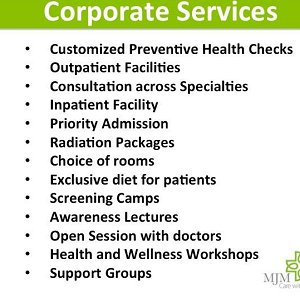 Corporate Services
• Customized Preventive Health Checks
• Outpatient Facilities
• Consultation across Specialties
• Inpatient Facility
• Priority Admission
• Radiation Packages
• Choice of rooms
• Exclusive diet for patients
• Screening Camps
• Awareness Lectures
• Open Session with doctors
• Health and Wellness Workshops
• Support Groups
MJM
Care